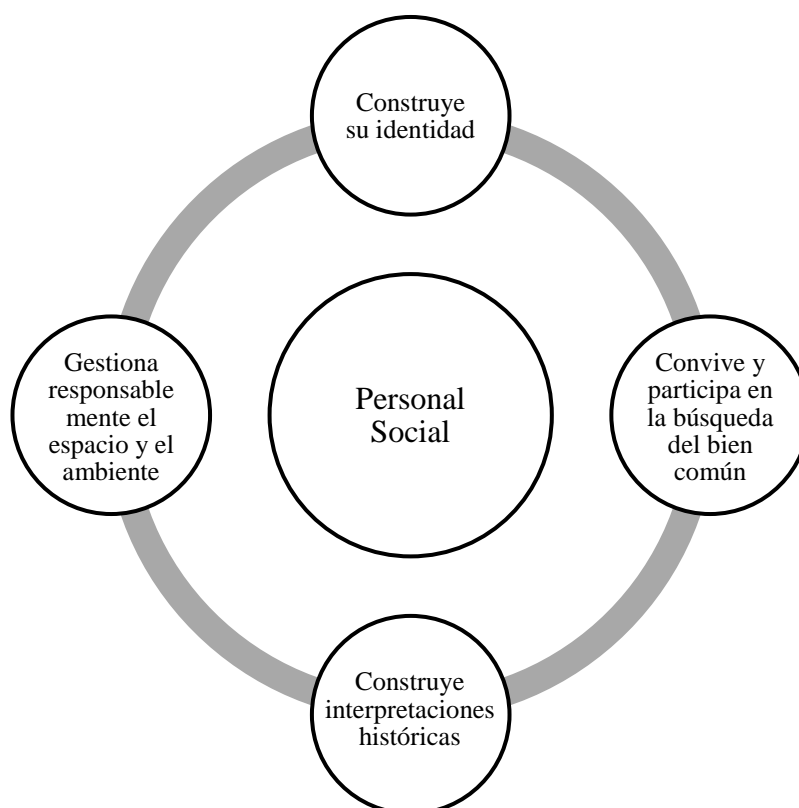 Construye
su identidad
Gestiona
responsable
mente el
espacio y el
ambiente
Personal
Social
Convive y
participa en
la búsqueda
del bien
común
Construye
interpretaciones
históricas